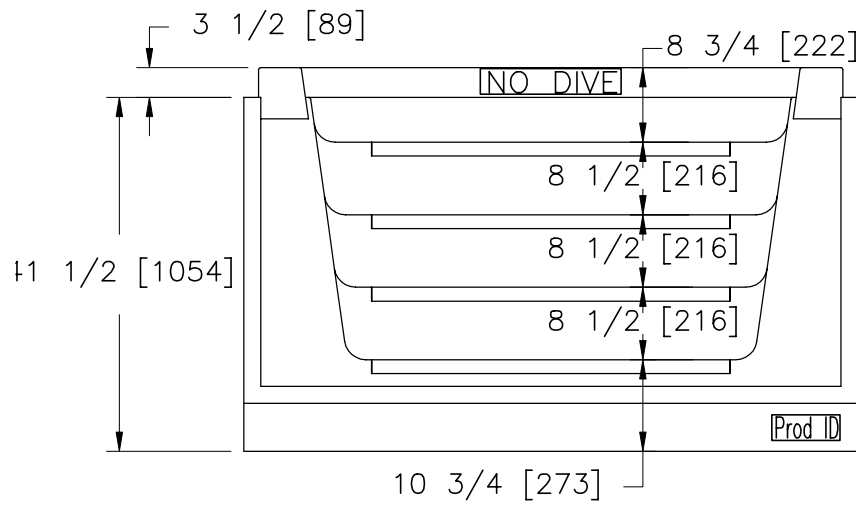 3 1/2 [89]
8 3/4 [222]
NO DIVE
8 1/2 [216]
8 1/2 [216]
41 1/2 [1054]
8 1/2 [216]
Prod ID
10 3/4 [273]